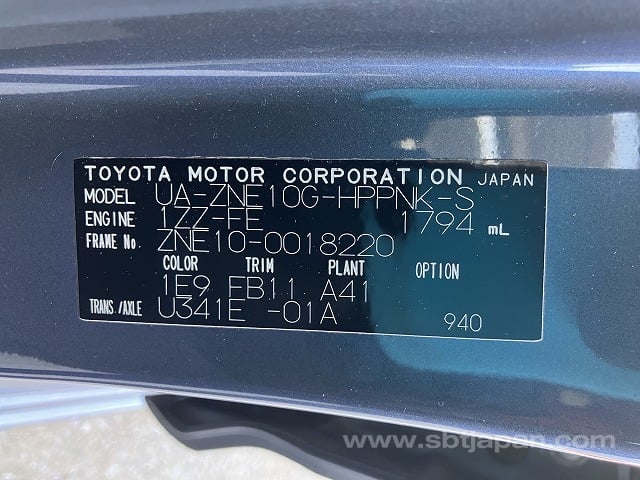 TOYOTA MOTOR CORPORATION JAPAN
MODEL UA-ZNE10G-HPPNK-S
ENGINE 1ZZ-FE 1794 mL
FRAME No. ZNE10-0018220
COLOR TRIM PLANT OPTION
1E9 FB11 A41
TRANS./AXLE U341E -01A 940
www.sbtjapan.com